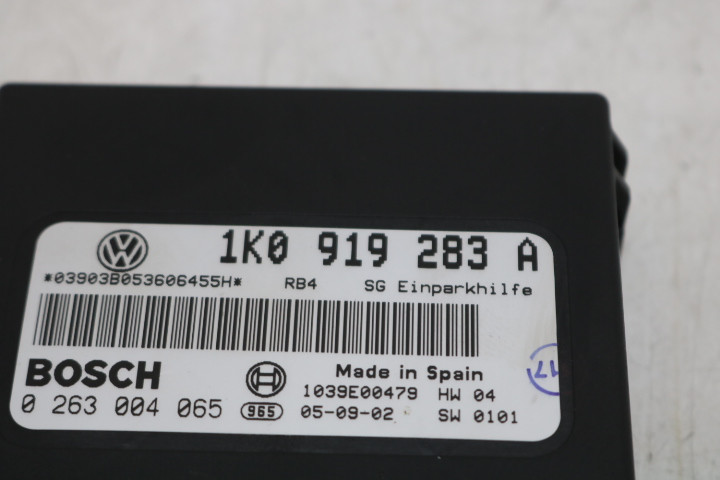 1K0 919 283 A
*03903B053606455H* RB4 SG Einparkhilfe
BOSCH
Made in Spain
1039E00479 HW 04
0 263 004 065 965 05-09-02 SW 0101
17